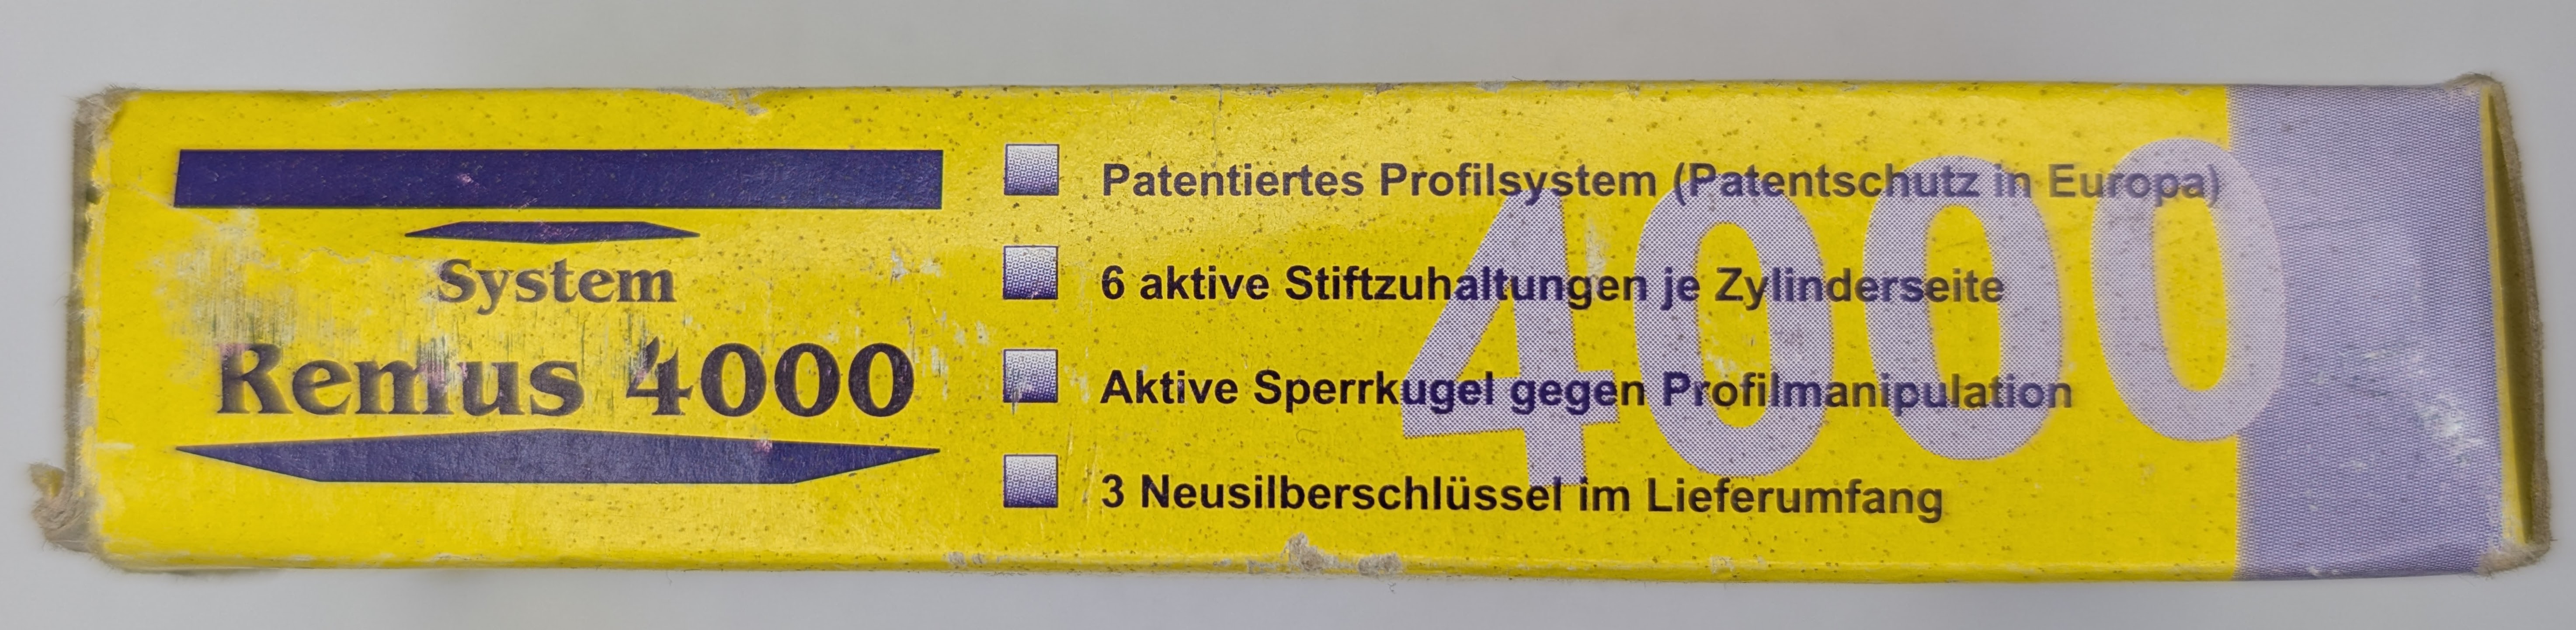 System
Remus 4000
Patentiertes Profilsystem (Patentschutz in Europa)
6 aktive Stiftzuhaltungen je Zylinderseite
Aktive Sperrkugel gegen Profilmanipulation
3 Neusilberschlüssel im Lieferumfang
4000